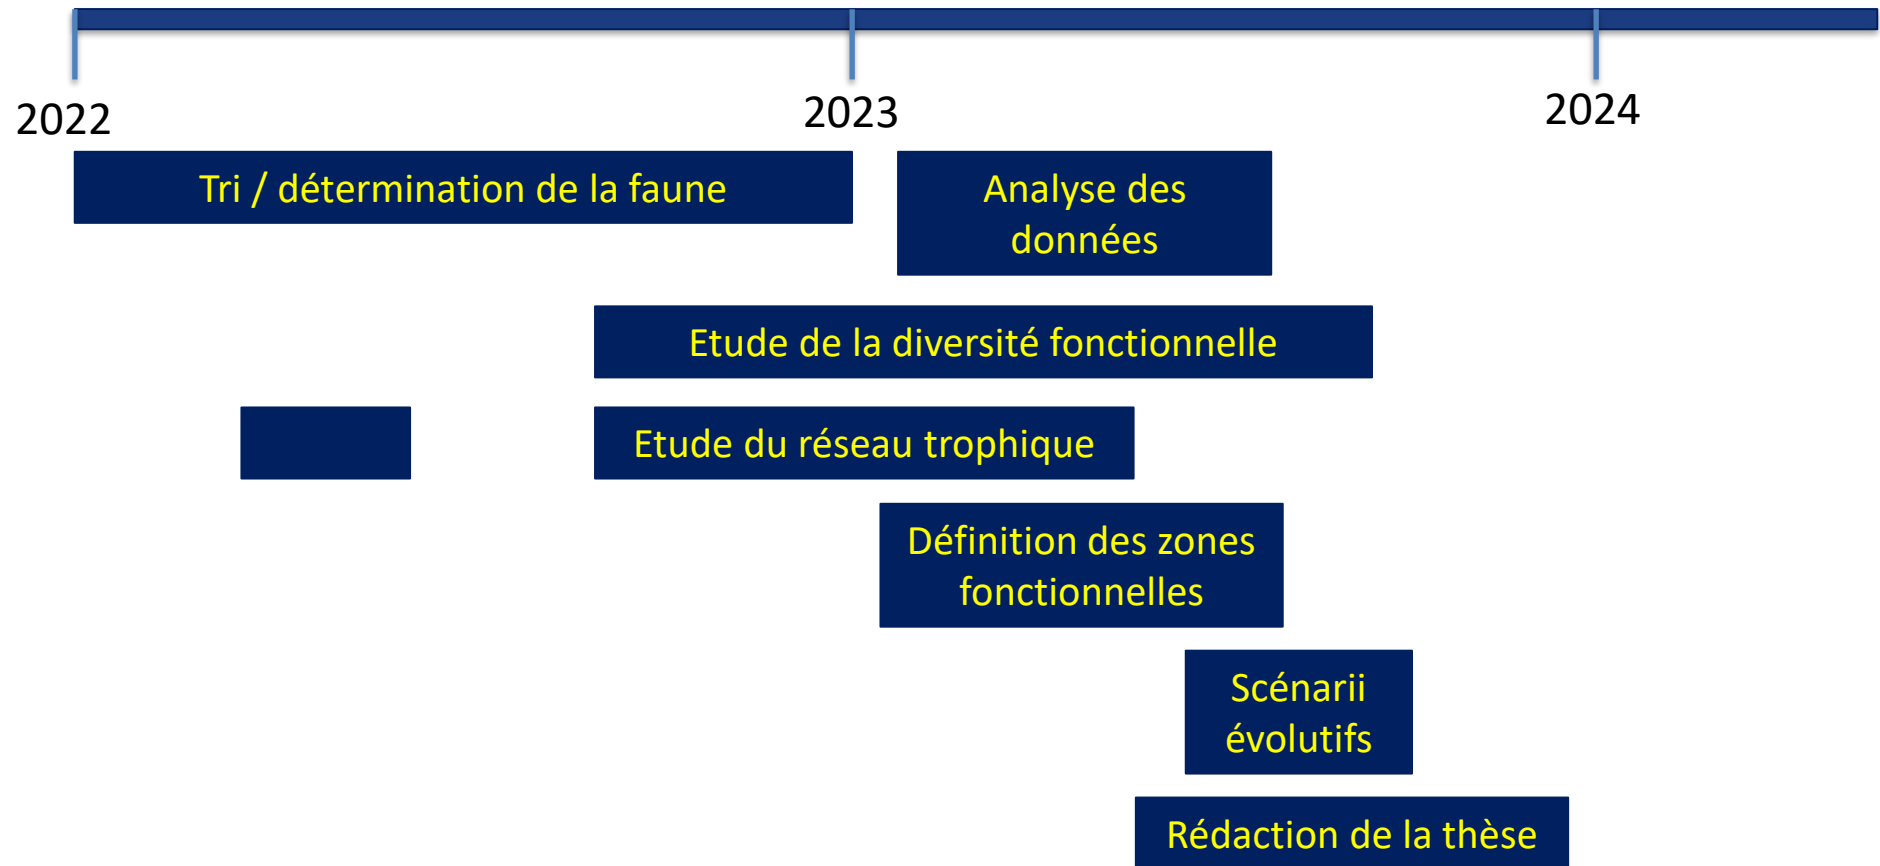 2022
2023
2024
Tri / détermination de la faune
Analyse des
données
Etude de la diversité fonctionnelle
Etude du réseau trophique
Définition des zones
fonctionnelles
Scénarii
évolutifs
Rédaction de la thèse